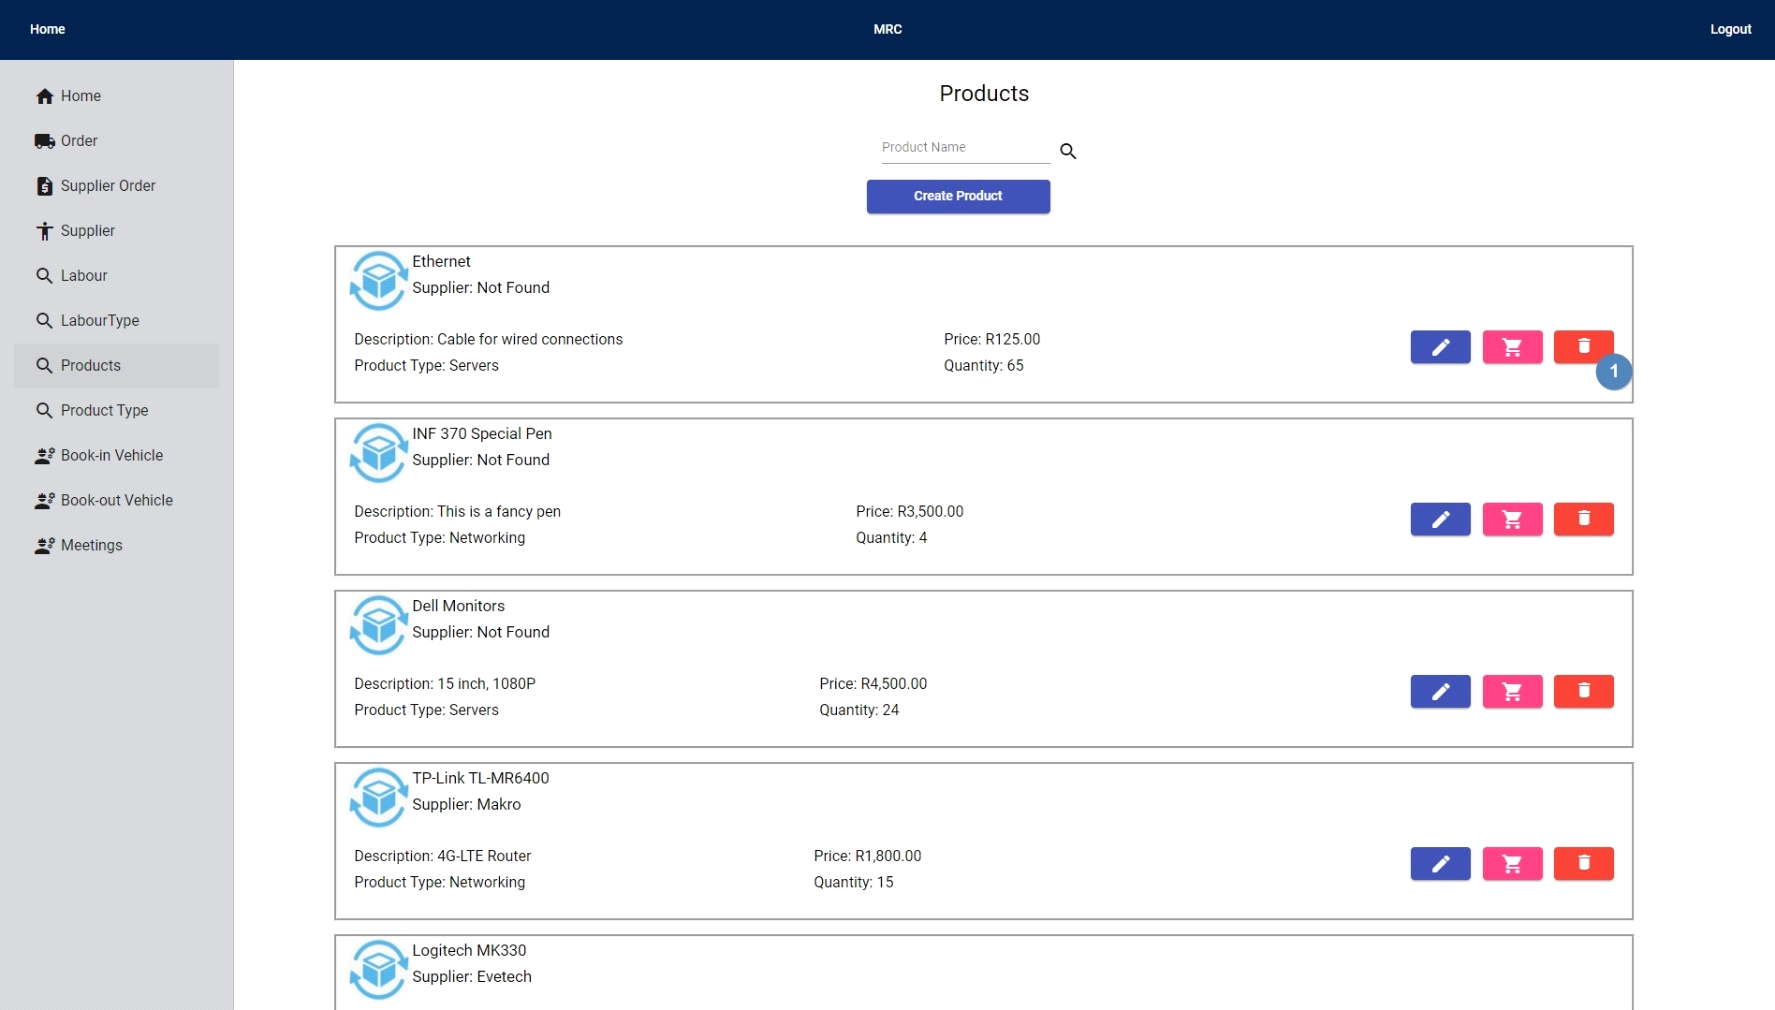 Home
MRC
Logout
Home
Order
Supplier Order
Supplier
Labour
LabourType
Products
Product Type
Book-in Vehicle
Book-out Vehicle
Meetings
Products
Product Name
Create Product
Ethernet
Supplier: Not Found
Description: Cable for wired connections
Product Type: Servers
Price: R125.00
Quantity: 65
1
INF 370 Special Pen
Supplier: Not Found
Description: This is a fancy pen
Product Type: Networking
Price: R3,500.00
Quantity: 4
Dell Monitors
Supplier: Not Found
Description: 15 inch, 1080P
Product Type: Servers
Price: R4,500.00
Quantity: 24
TP-Link TL-MR6400
Supplier: Makro
Description: 4G-LTE Router
Product Type: Networking
Price: R1,800.00
Quantity: 15
Logitech MK330
Supplier: Evetech